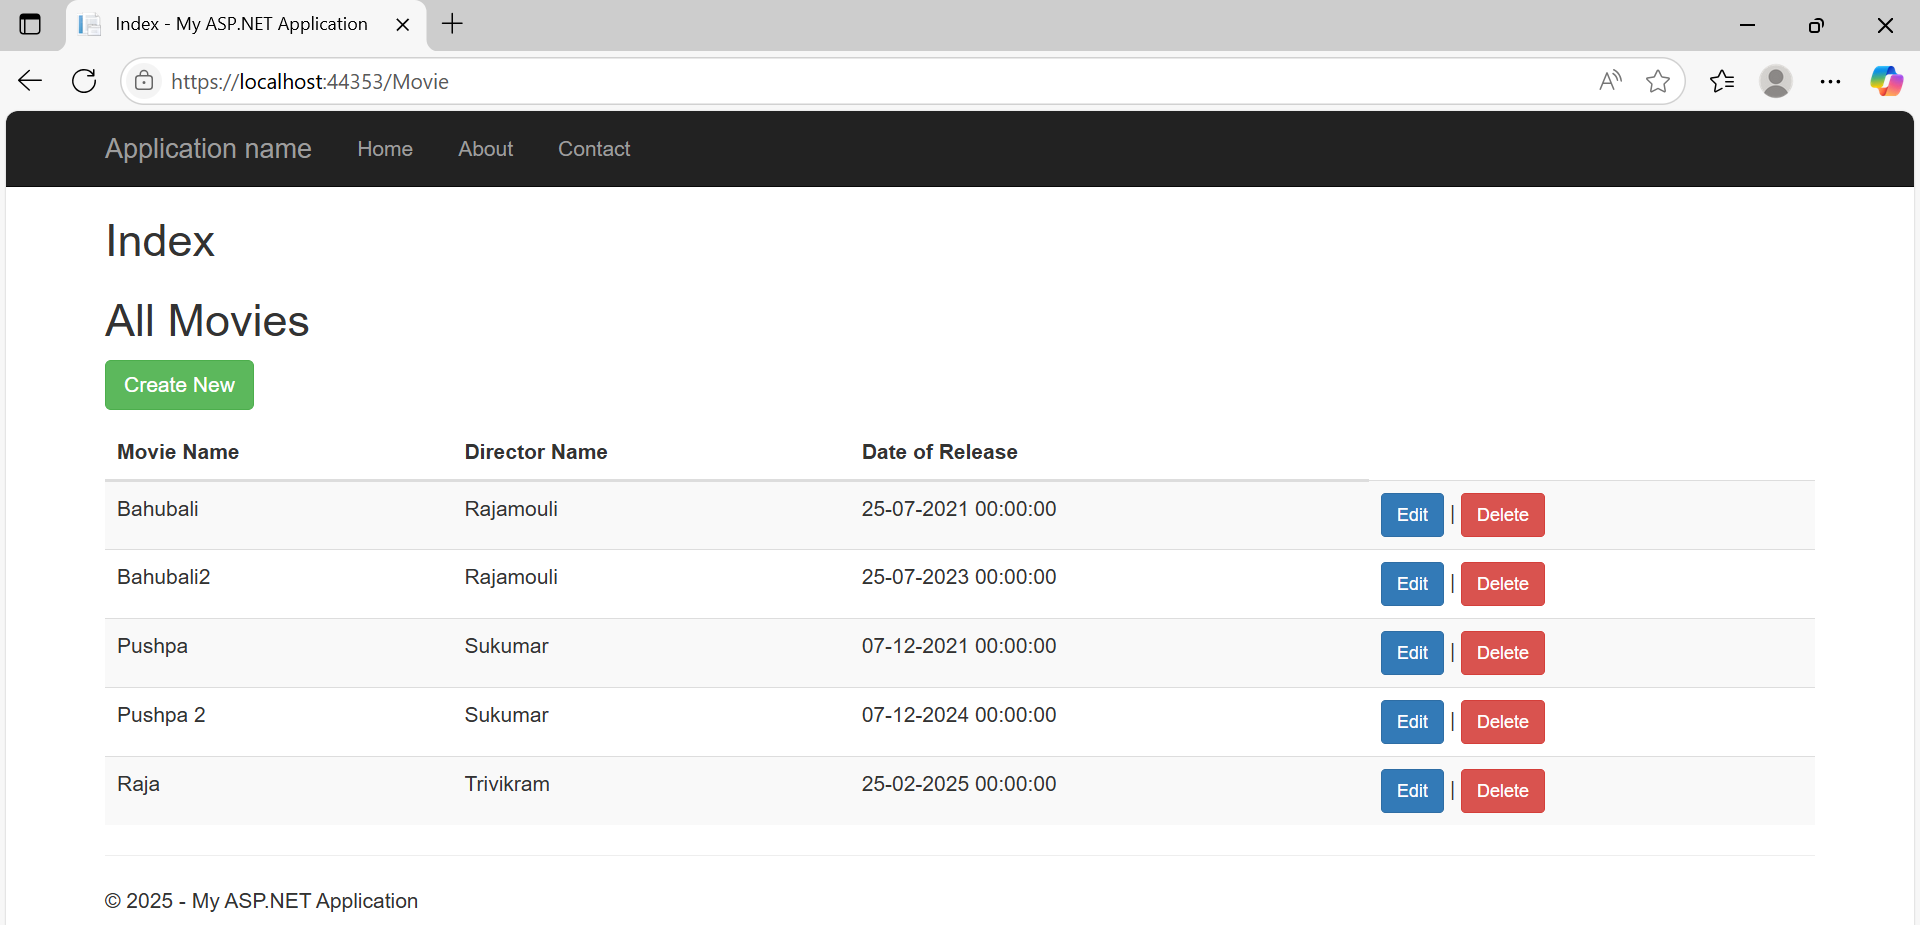 Index - My ASP.NET Application
https://localhost:44353/Movie
Application name Home About Contact
Index
All Movies
Create New
Movie Name Director Name Date of Release
Bahubali Rajamouli 25-07-2021 00:00:00 Edit | Delete
Bahubali2 Rajamouli 25-07-2023 00:00:00 Edit | Delete
Pushpa Sukumar 07-12-2021 00:00:00 Edit | Delete
Pushpa 2 Sukumar 07-12-2024 00:00:00 Edit | Delete
Raja Trivikram 25-02-2025 00:00:00 Edit | Delete
© 2025 - My ASP.NET Application